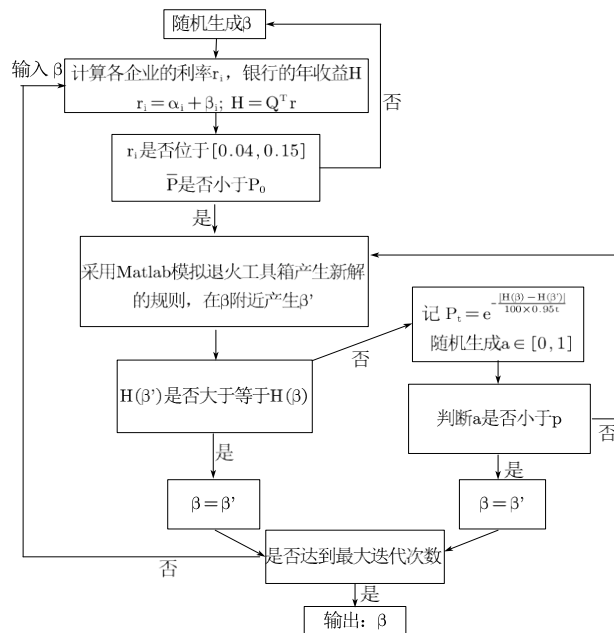 随机生成β
输入 β
计算各企业的利率rᵢ，银行的年收益H
rᵢ=αᵢ+βᵢ; H=Qᵀr
否
rᵢ是否位于[0.04,0.15]
P̅是否小于P₀
是
采用Matlab模拟退火工具箱产生新解
的规则，在β附近产生β’
记 Pₜ=e^{-\frac{|H(β)-H(β')|}{100×0.95t}}
随机生成a∈[0,1]
否
H(β’)是否大于等于H(β)
判断a是否小于p
否
是
是
β=β’
β=β’
是否达到最大迭代次数
否
是
输出：β